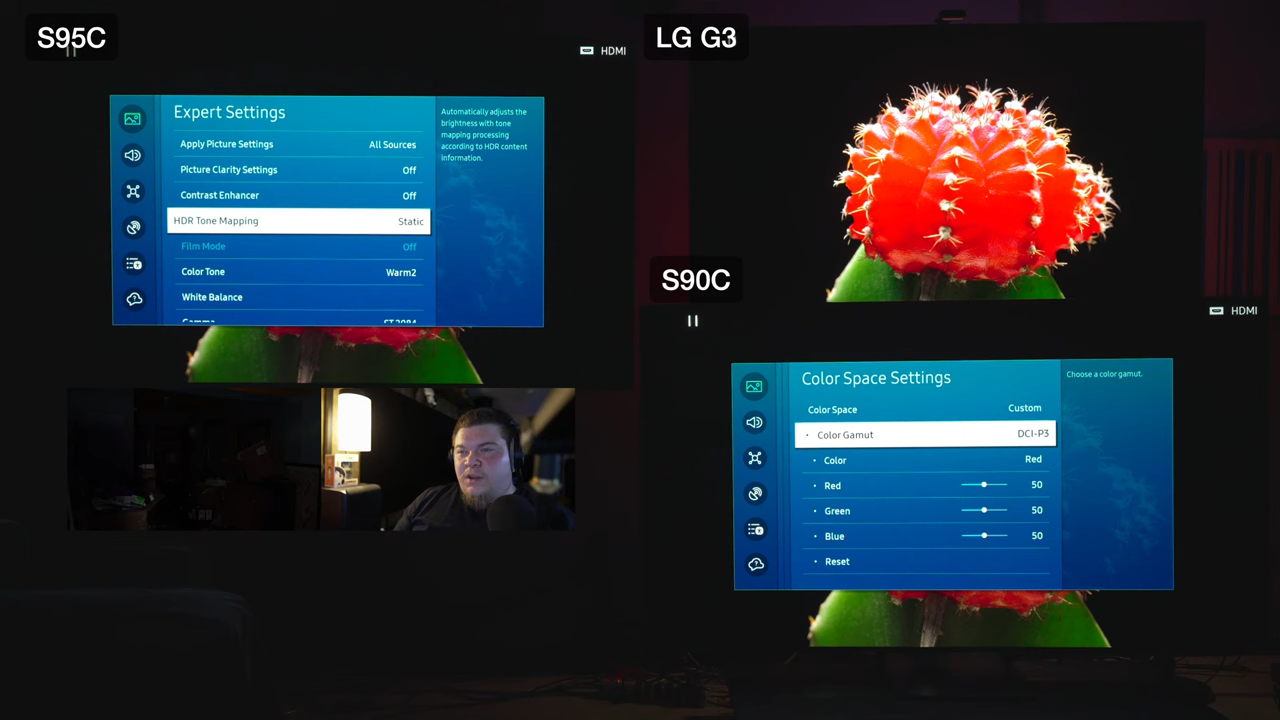 S95C
HDMI
Expert Settings
Apply Picture Settings All Sources
Picture Clarity Settings Off
Contrast Enhancer Off
HDR Tone Mapping Static
Film Mode Off
Color Tone Warm2
White Balance
Gamma ST.2084
Automatically adjusts the
brightness with tone
mapping processing
according to HDR content
information.
LG G3
S90C
HDMI
Color Space Settings
Color Space Custom
Color Gamut DCI-P3
Color Red
Red 50
Green 50
Blue 50
Reset
Choose a color gamut.